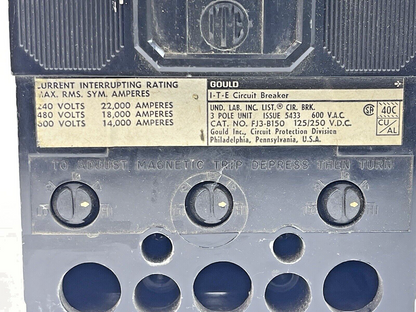 ITE
CURRENT INTERRUPTING RATING
MAX. RMS. SYM. AMPERES
240 VOLTS 22,000 AMPERES
480 VOLTS 18,000 AMPERES
600 VOLTS 14,000 AMPERES
GOULD
I-T-E Circuit Breaker
UND. LAB. INC. LIST.® CIR. BRK.
3 POLE UNIT ISSUE 5433 600 V.A.C.
CAT. NO. FJ3-B150 125/250 V.D.C.
Gould Inc., Circuit Protection Division
Philadelphia, Pennsylvania, U.S.A.
SA
40C
CU/AL
TO ADJUST MAGNETIC TRIP DEPRESS THEN TURN